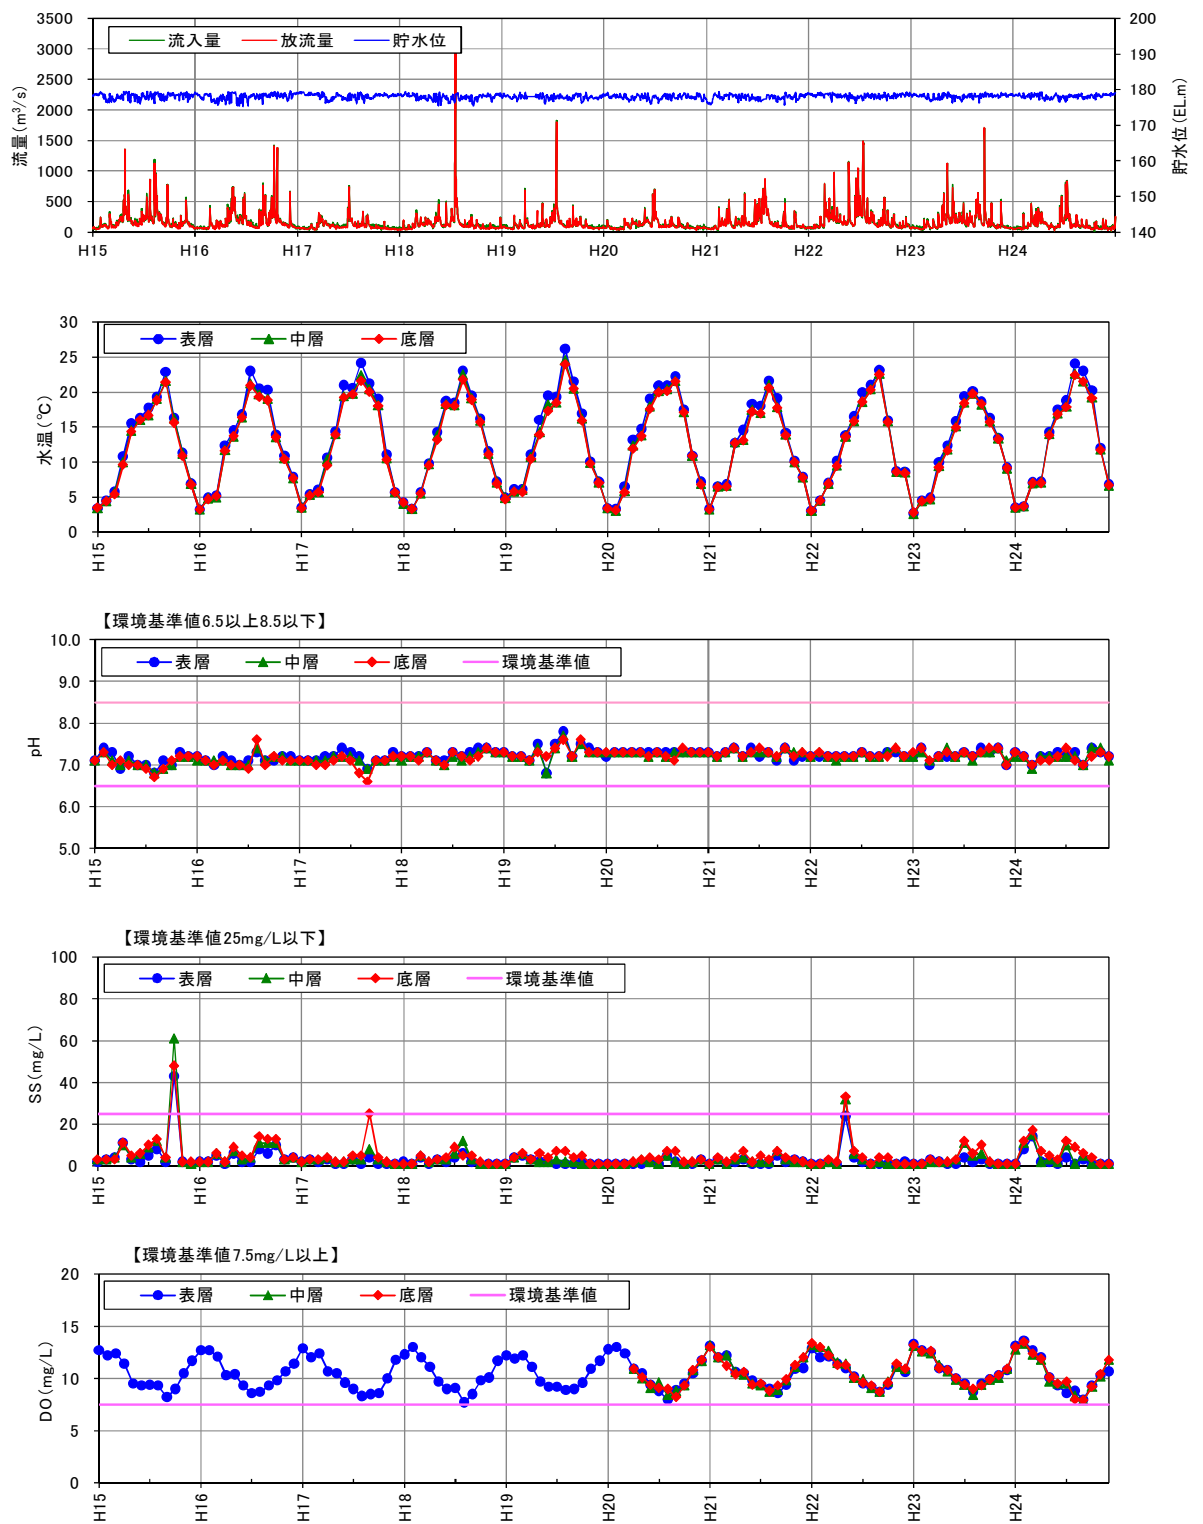 3500
3000
2500
2000
1500
1000
500
0
流量(m³/s)
流入量 放流量 貯水位
200
190
180
170
160
150
140
貯水位(EL.m)
H15 H16 H17 H18 H19 H20 H21 H22 H23 H24
30
25
20
15
10
5
0
水温(℃)
表層 中層 底層
H15 H16 H17 H18 H19 H20 H21 H22 H23 H24
【環境基準値6.5以上8.5以下】
10.0
9.0
8.0
7.0
6.0
5.0
pH
表層 中層 底層 環境基準値
H15 H16 H17 H18 H19 H20 H21 H22 H23 H24
【環境基準値25mg/L以下】
100
80
60
40
20
0
SS(mg/L)
表層 中層 底層 環境基準値
H15 H16 H17 H18 H19 H20 H21 H22 H23 H24
【環境基準値7.5mg/L以上】
20
15
10
5
0
DO(mg/L)
表層 中層 底層 環境基準値
H15 H16 H17 H18 H19 H20 H21 H22 H23 H24